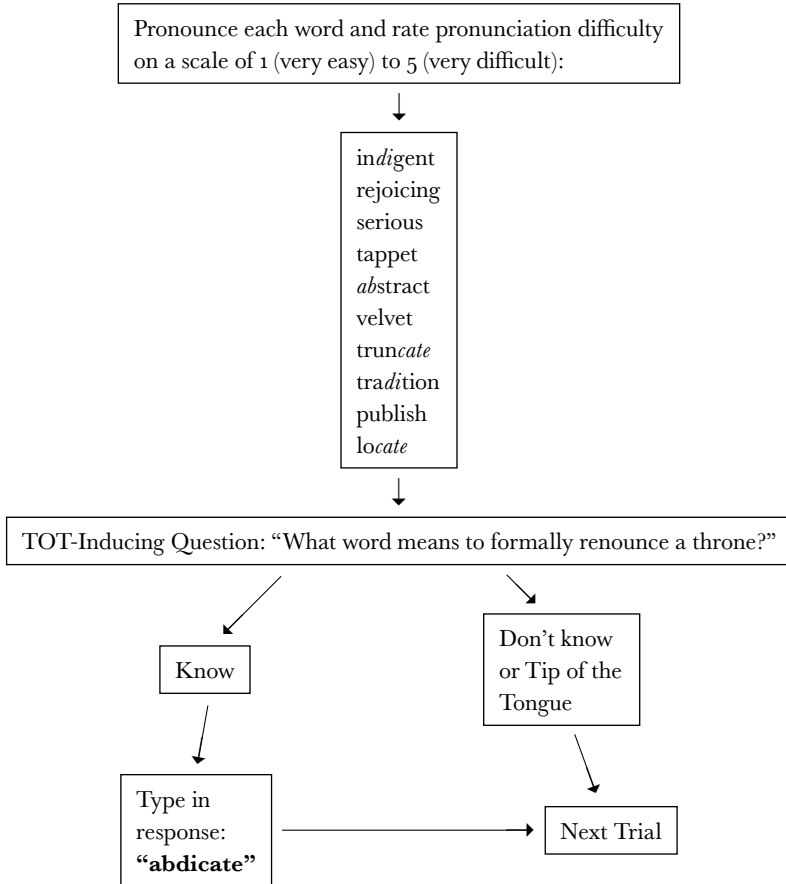 Pronounce each word and rate pronunciation difficulty
on a scale of 1 (very easy) to 5 (very difficult):
indigent
rejoicing
serious
tappet
abstract
velvet
truncate
tradition
publish
locate
TOT-Inducing Question: “What word means to formally renounce a throne?”
Know
Don’t know
or Tip of the
Tongue
Type in
response:
“abdicate”
Next Trial